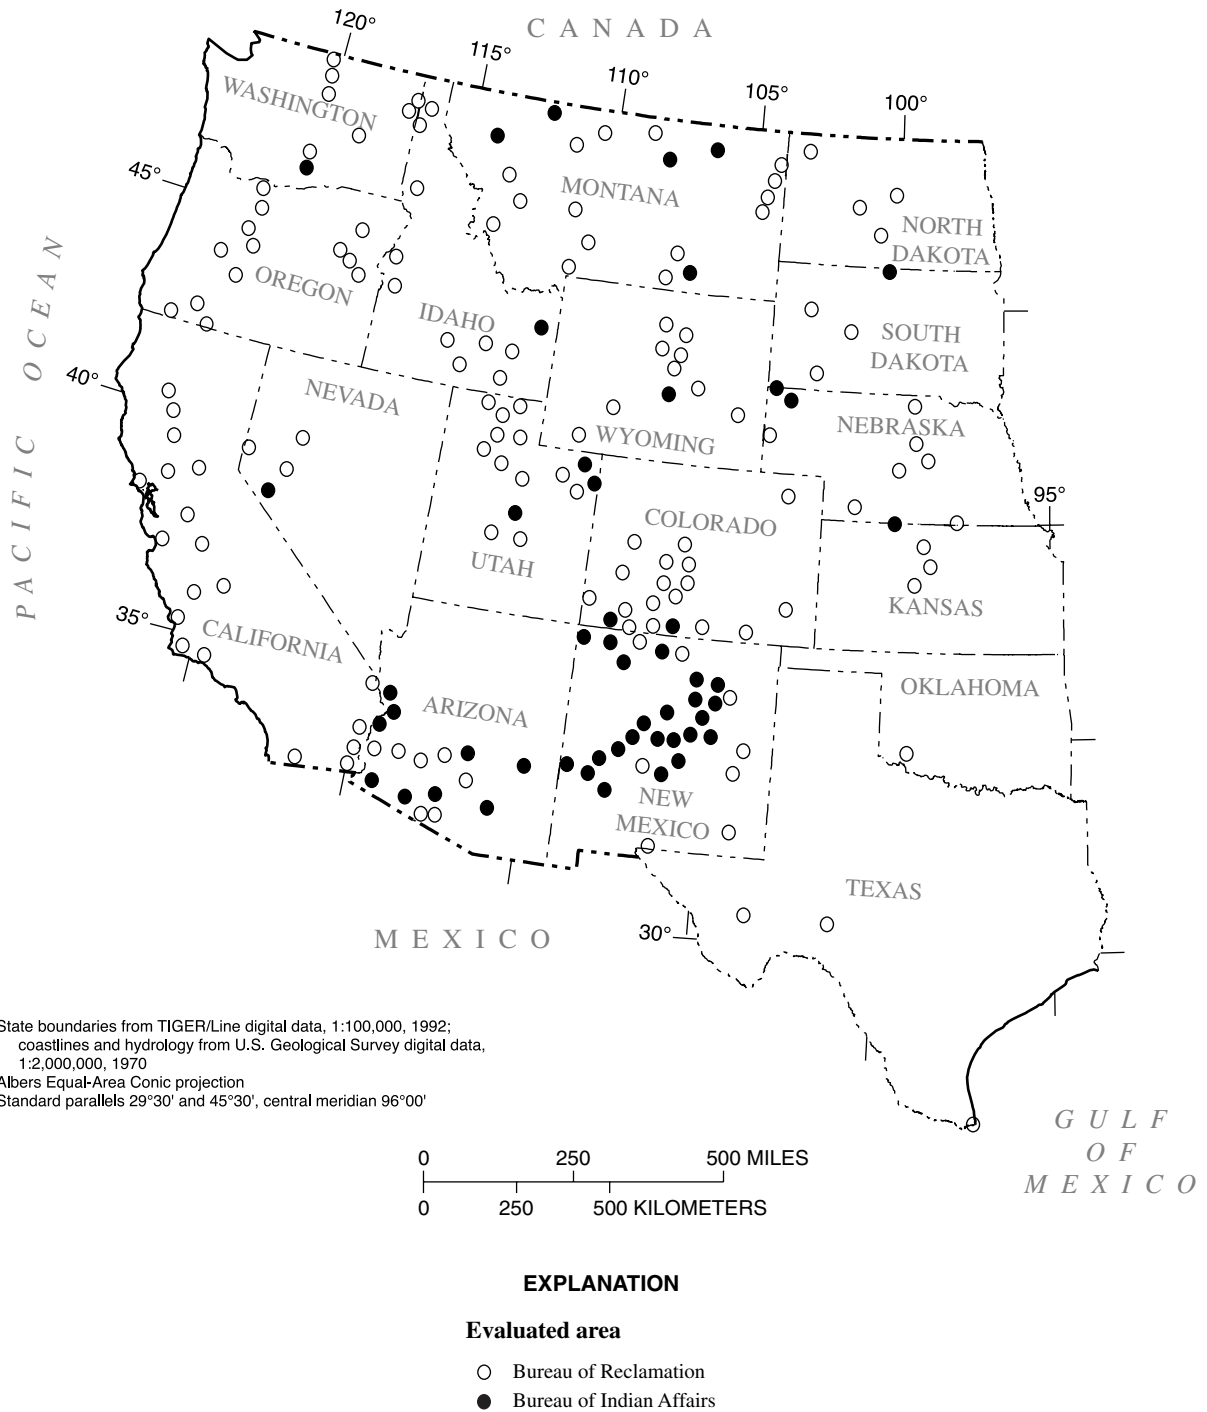 CANADA
120°
115°
110°
105°
100°
WASHINGTON
MONTANA
NORTH
DAKOTA
45°
OREGON
IDAHO
SOUTH
DAKOTA
PACIFIC OCEAN
40°
NEVADA
WYOMING
NEBRASKA
95°
COLORADO
UTAH
KANSAS
35°
CALIFORNIA
ARIZONA
OKLAHOMA
NEW
MEXICO
TEXAS
MEXICO
30°
State boundaries from TIGER/Line digital data, 1:100,000, 1992;
coastlines and hydrology from U.S. Geological Survey digital data,
1:2,000,000, 1970
Albers Equal-Area Conic projection
Standard parallels 29°30' and 45°30', central meridian 96°00'
GULF
OF
MEXICO
0 250 500 MILES
0 250 500 KILOMETERS
EXPLANATION
Evaluated area
Bureau of Reclamation
Bureau of Indian Affairs